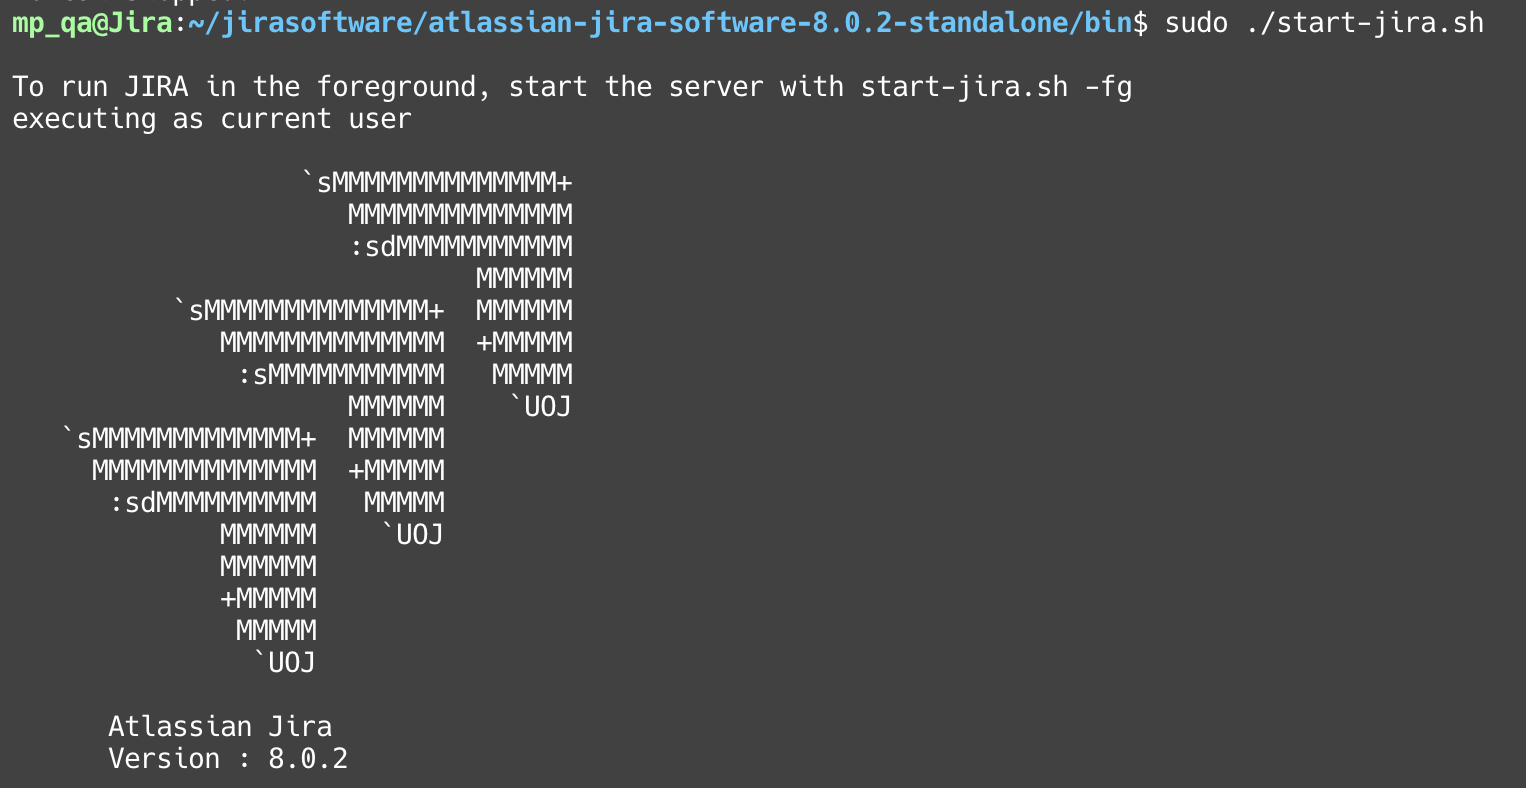 mp_qa@Jira:~/jirasoftware/atlassian-jira-software-8.0.2-standalone/bin$ sudo ./start-jira.sh

To run JIRA in the foreground, start the server with start-jira.sh -fg
executing as current user

                  `sMMMMMMMMMMMMMM+
                     MMMMMMMMMMMMMM
                     :sdMMMMMMMMMMM
                             MMMMMM
          `sMMMMMMMMMMMMMM+  MMMMMM
             MMMMMMMMMMMMMM  +MMMMM
              :sMMMMMMMMMMM   MMMMM
                     MMMMMM    `UOJ
   `sMMMMMMMMMMMMM+  MMMMMM
     MMMMMMMMMMMMMM  +MMMMM
      :sdMMMMMMMMMM   MMMMM
             MMMMMM    `UOJ
             MMMMMM
             +MMMMM
              MMMMM
               `UOJ

      Atlassian Jira
      Version : 8.0.2